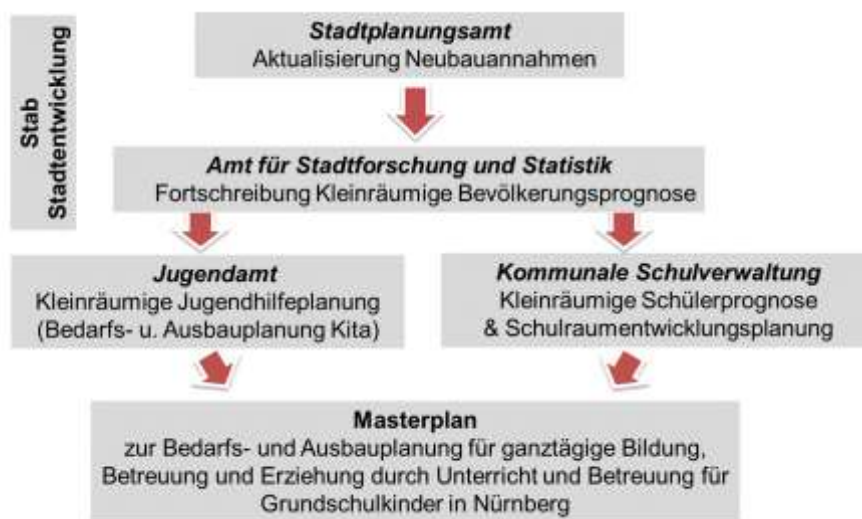 Stab
Stadtentwicklung
Stadtplanungsamt
Aktualisierung Neubauannahmen
Amt für Stadtforschung und Statistik
Fortschreibung Kleinräumige Bevölkerungsprognose
Jugendamt
Kleinräumige Jugendhilfeplanung
(Bedarfs- u. Ausbauplanung Kita)
Kommunale Schulverwaltung
Kleinräumige Schülerprognose
& Schulraumentwicklungsplanung
Masterplan
zur Bedarfs- und Ausbauplanung für ganztägige Bildung,
Betreuung und Erziehung durch Unterricht und Betreuung für
Grundschulkinder in Nürnberg